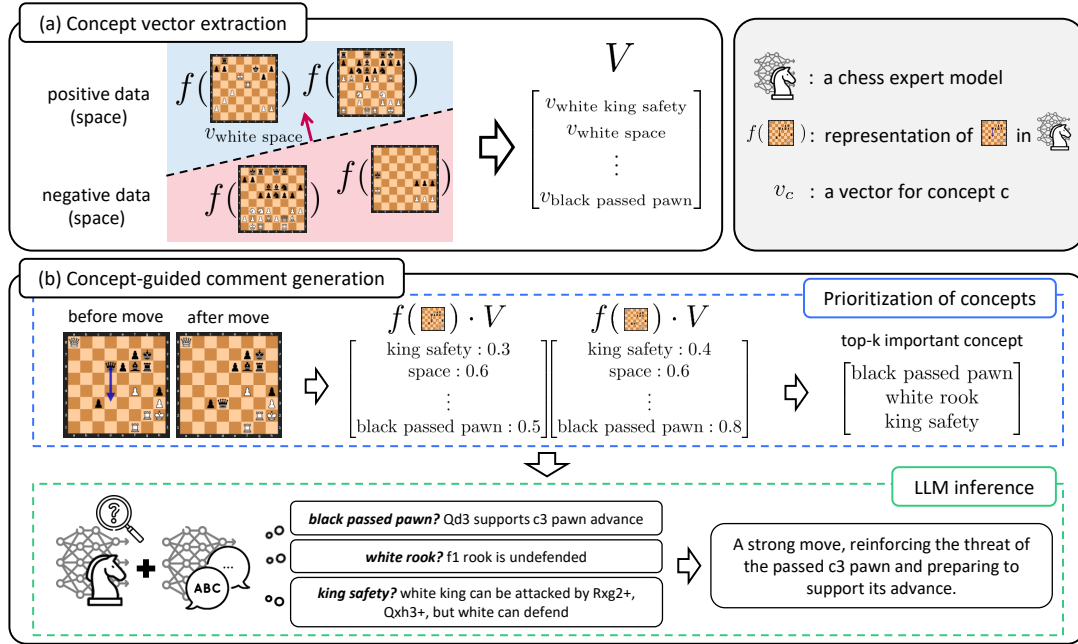 (a) Concept vector extraction
positive data
(space)
f( )
f( )
v_white space
negative data
(space)
f( )
f( )
V
v_white king safety
v_white space
⋮
v_black passed pawn
: a chess expert model
f( ): representation of in
v_c : a vector for concept c
(b) Concept-guided comment generation
Prioritization of concepts
before move
after move
f( ) · V
king safety : 0.3
space : 0.6
⋮
black passed pawn : 0.5
f( ) · V
king safety : 0.4
space : 0.6
⋮
black passed pawn : 0.8
top-k important concept
black passed pawn
white rook
king safety
LLM inference
?
ABC
...
black passed pawn? Qd3 supports c3 pawn advance
white rook? f1 rook is undefended
king safety? white king can be attacked by Rxg2+,
Qxh3+, but white can defend
A strong move, reinforcing the threat of
the passed c3 pawn and preparing to
support its advance.